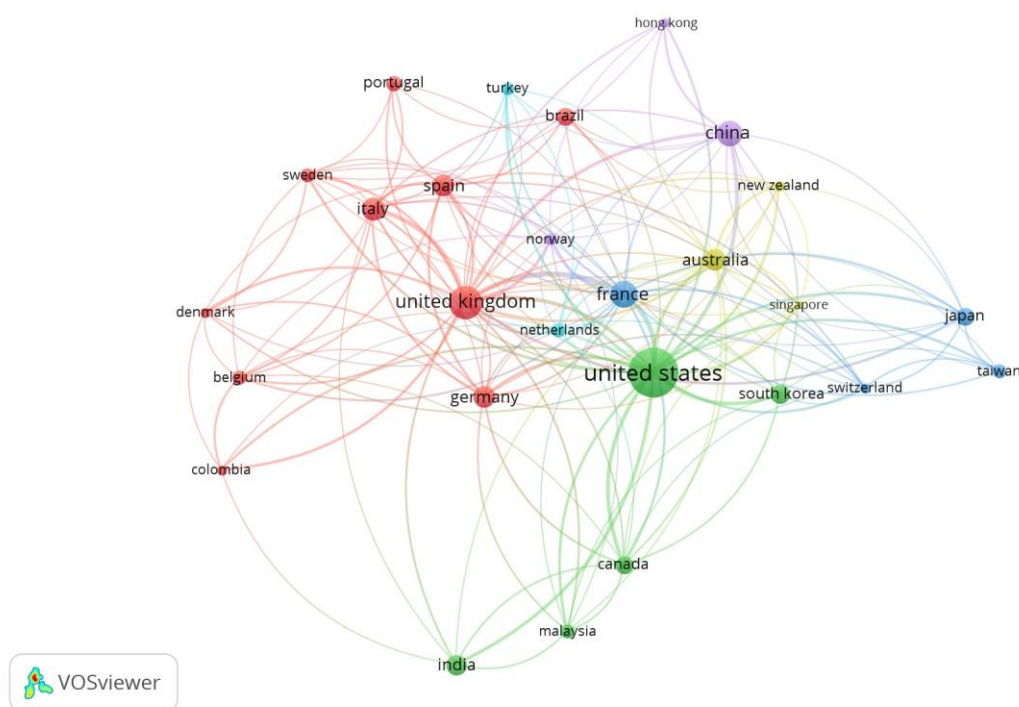 hong kong
portugal
turkey
brazil
china
sweden
spain
new zealand
italy
norway
australia
united kingdom
france
singapore
denmark
netherlands
japan
belgium
united states
taiwan
germany
south korea
switzerland
colombia
canada
malaysia
india
VOSviewer